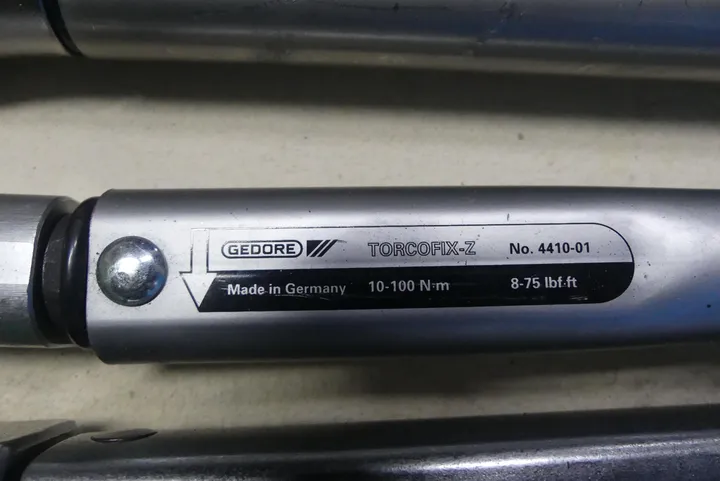 GEDORE TORCOFIX-Z No. 4410-01
Made in Germany 10-100 N·m 8-75 lbf·ft